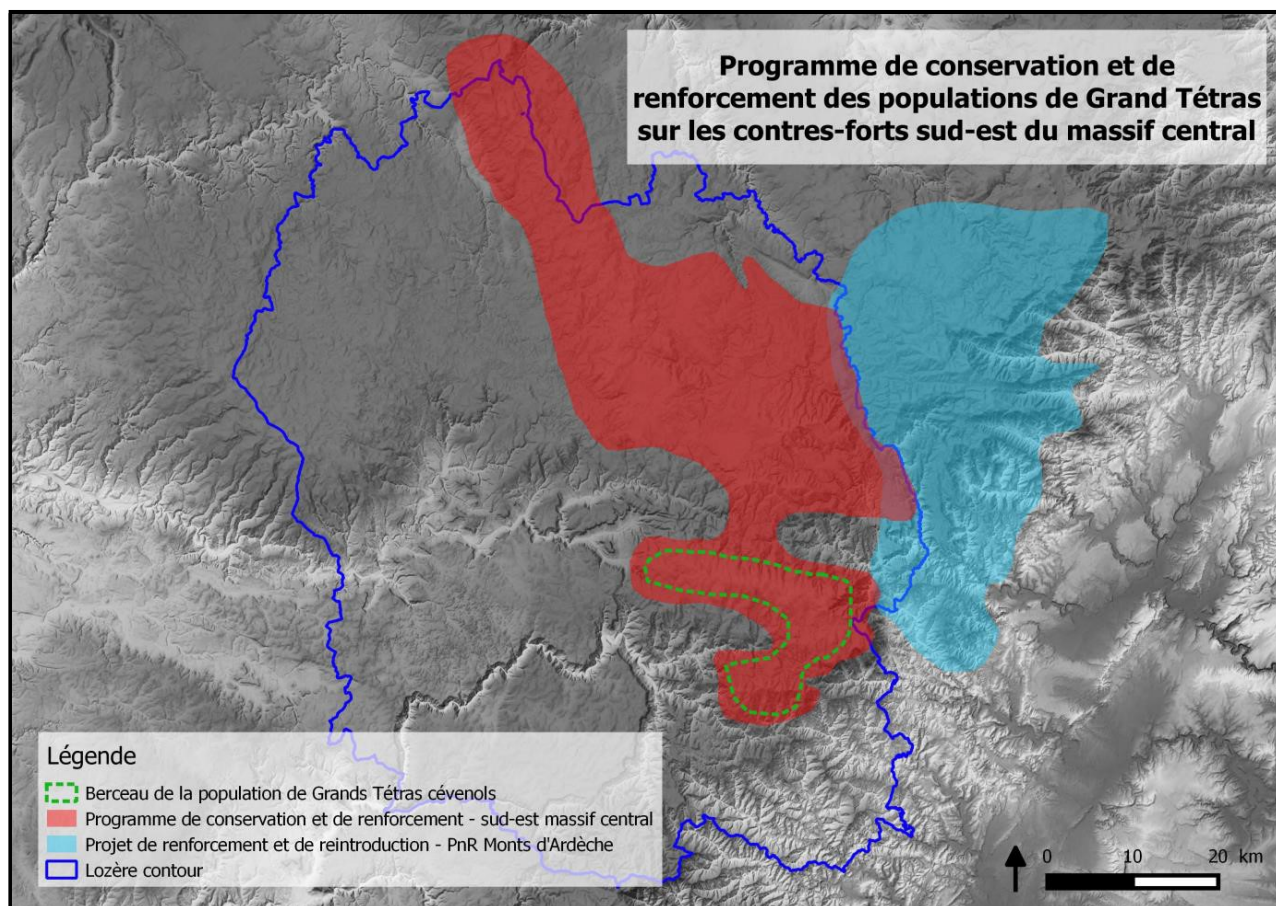 Programme de conservation et de
renforcement des populations de Grand Tétras
sur les contres-forts sud-est du massif central
Légende
Berceau de la population de Grands Tétras cévenols
Programme de conservation et de renforcement - sud-est massif central
Projet de renforcement et de reintroduction - PnR Monts d'Ardèche
Lozère contour
0 10 20 km